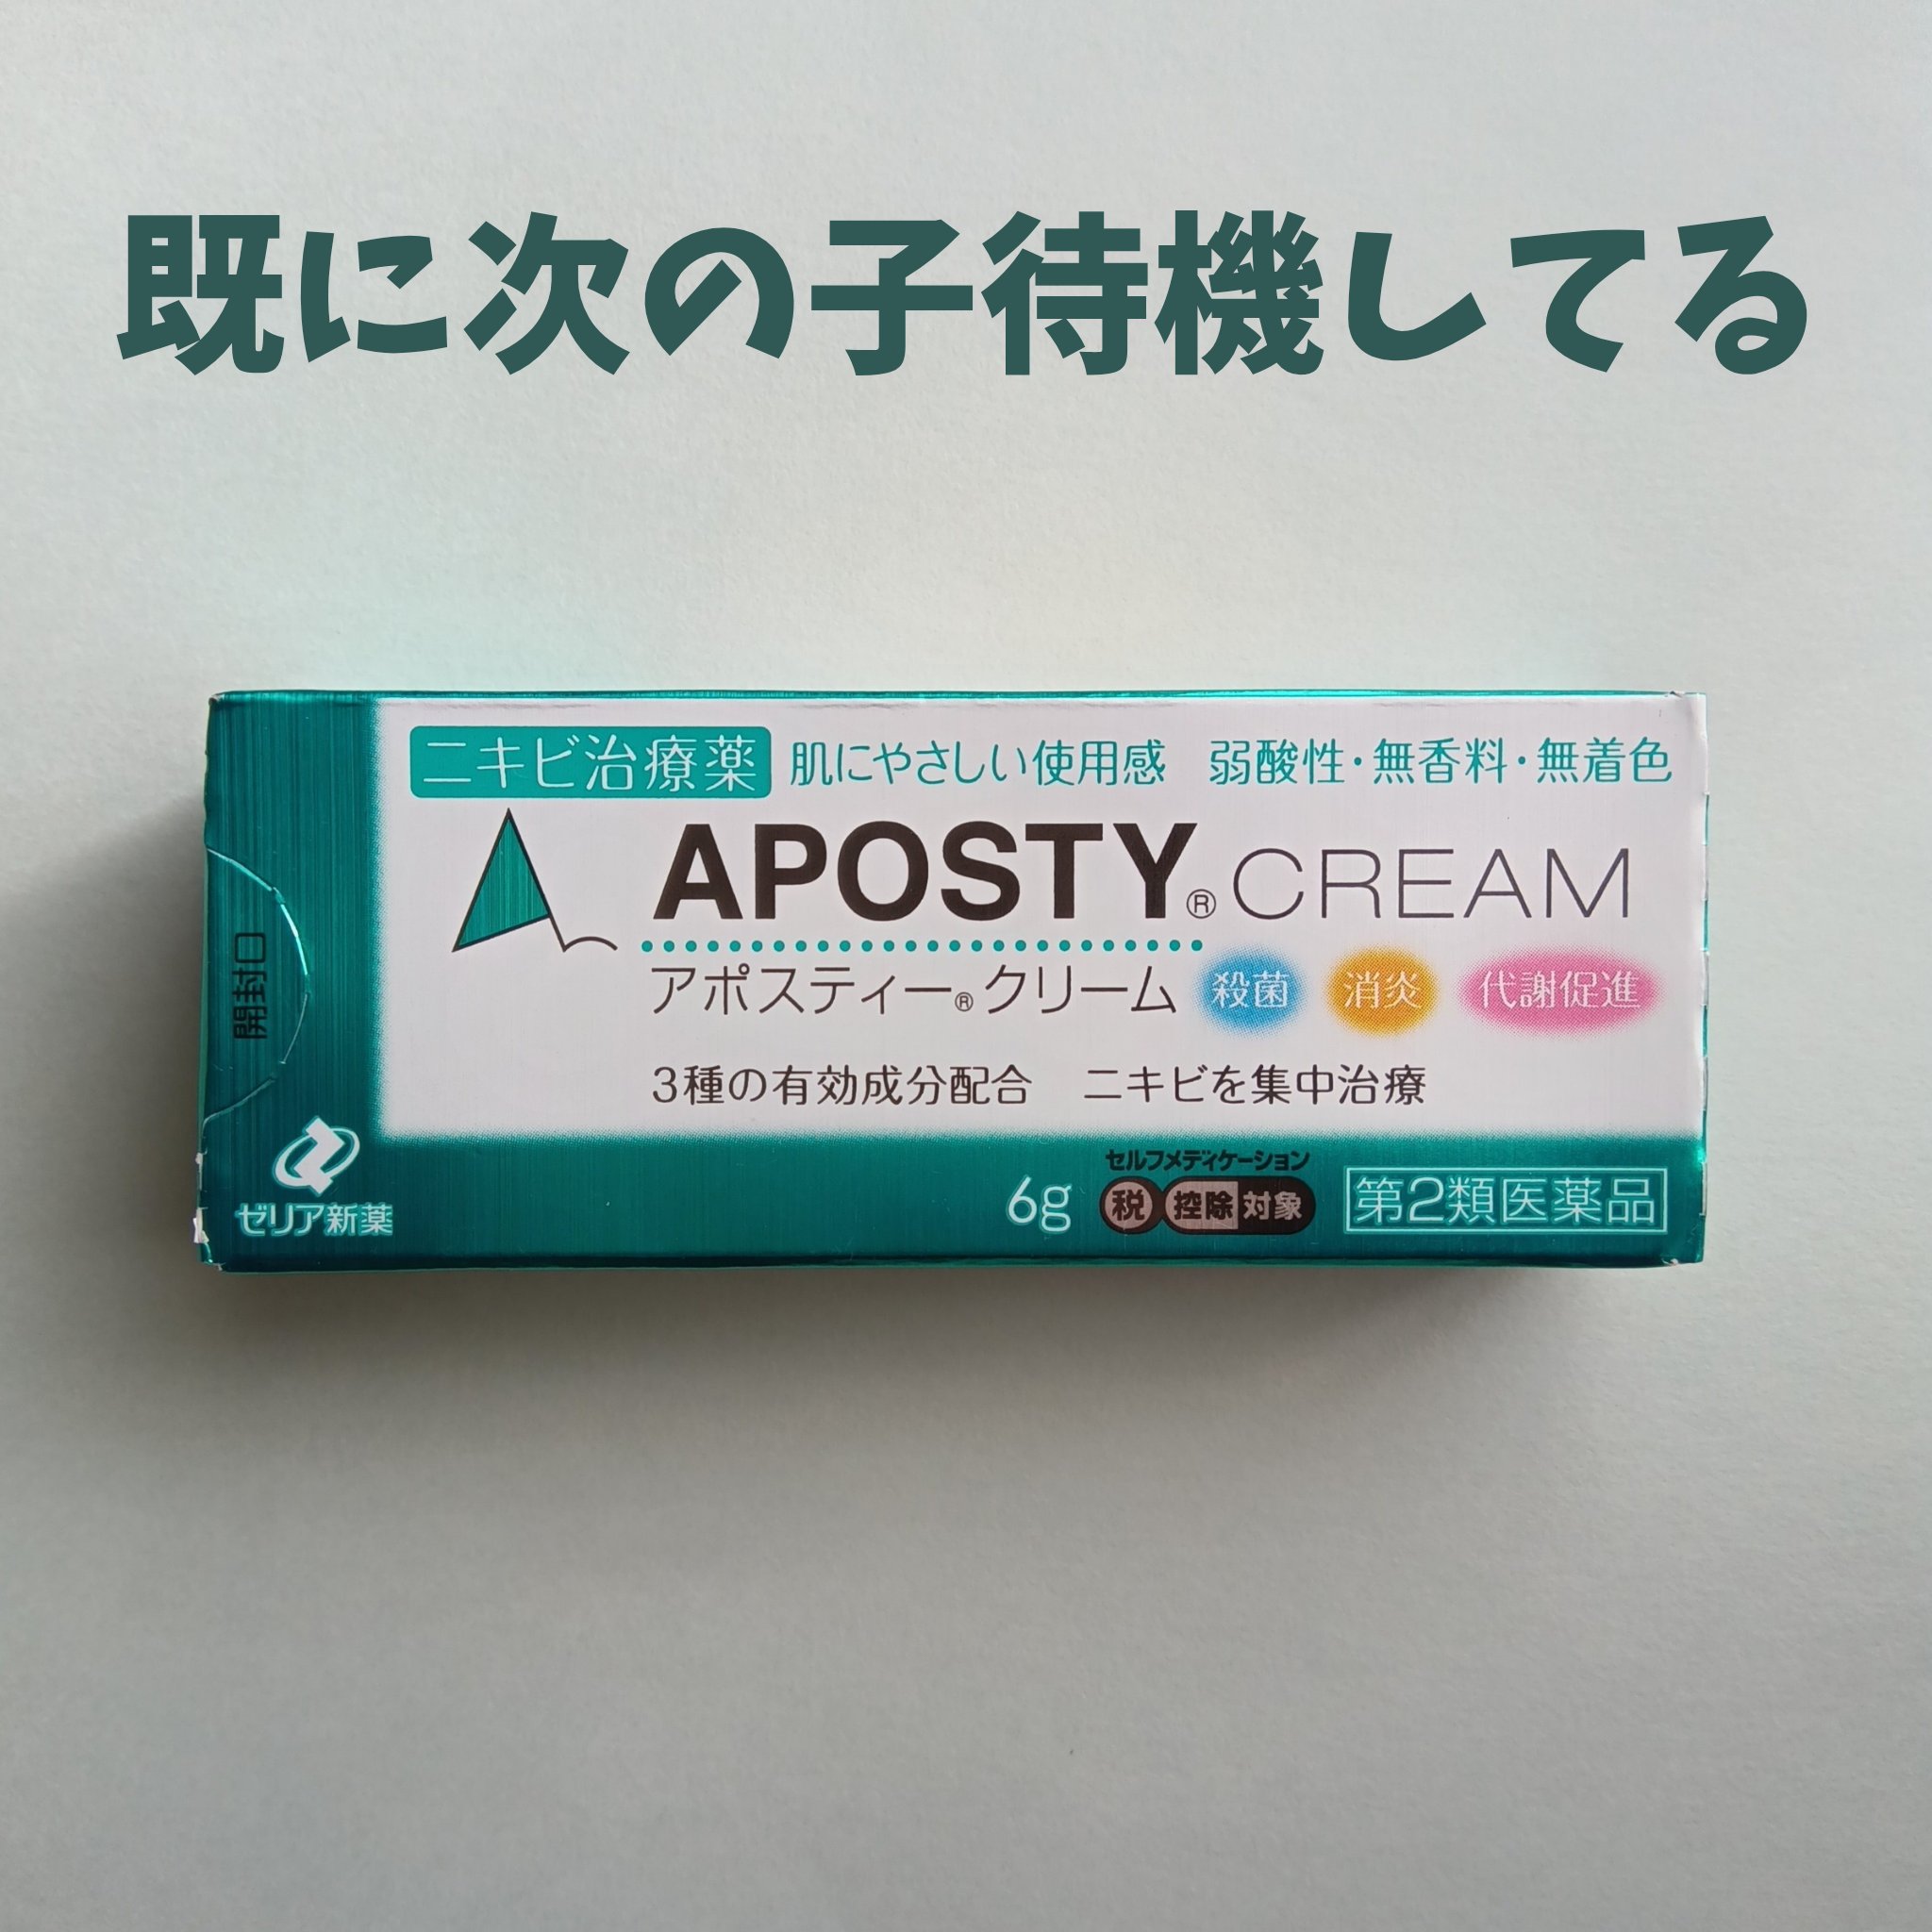 既に次の子待機してる
ニキビ治療薬 肌にやさしい使用感 弱酸性・無香料・無着色
APOSTY® CREAM
アポスティー®クリーム 殺菌 消炎 代謝促進
3種の有効成分配合 ニキビを集中治療
開封口
ゼリア新薬
6g
セルフメディケーション
税 控除 対象
第2類医薬品